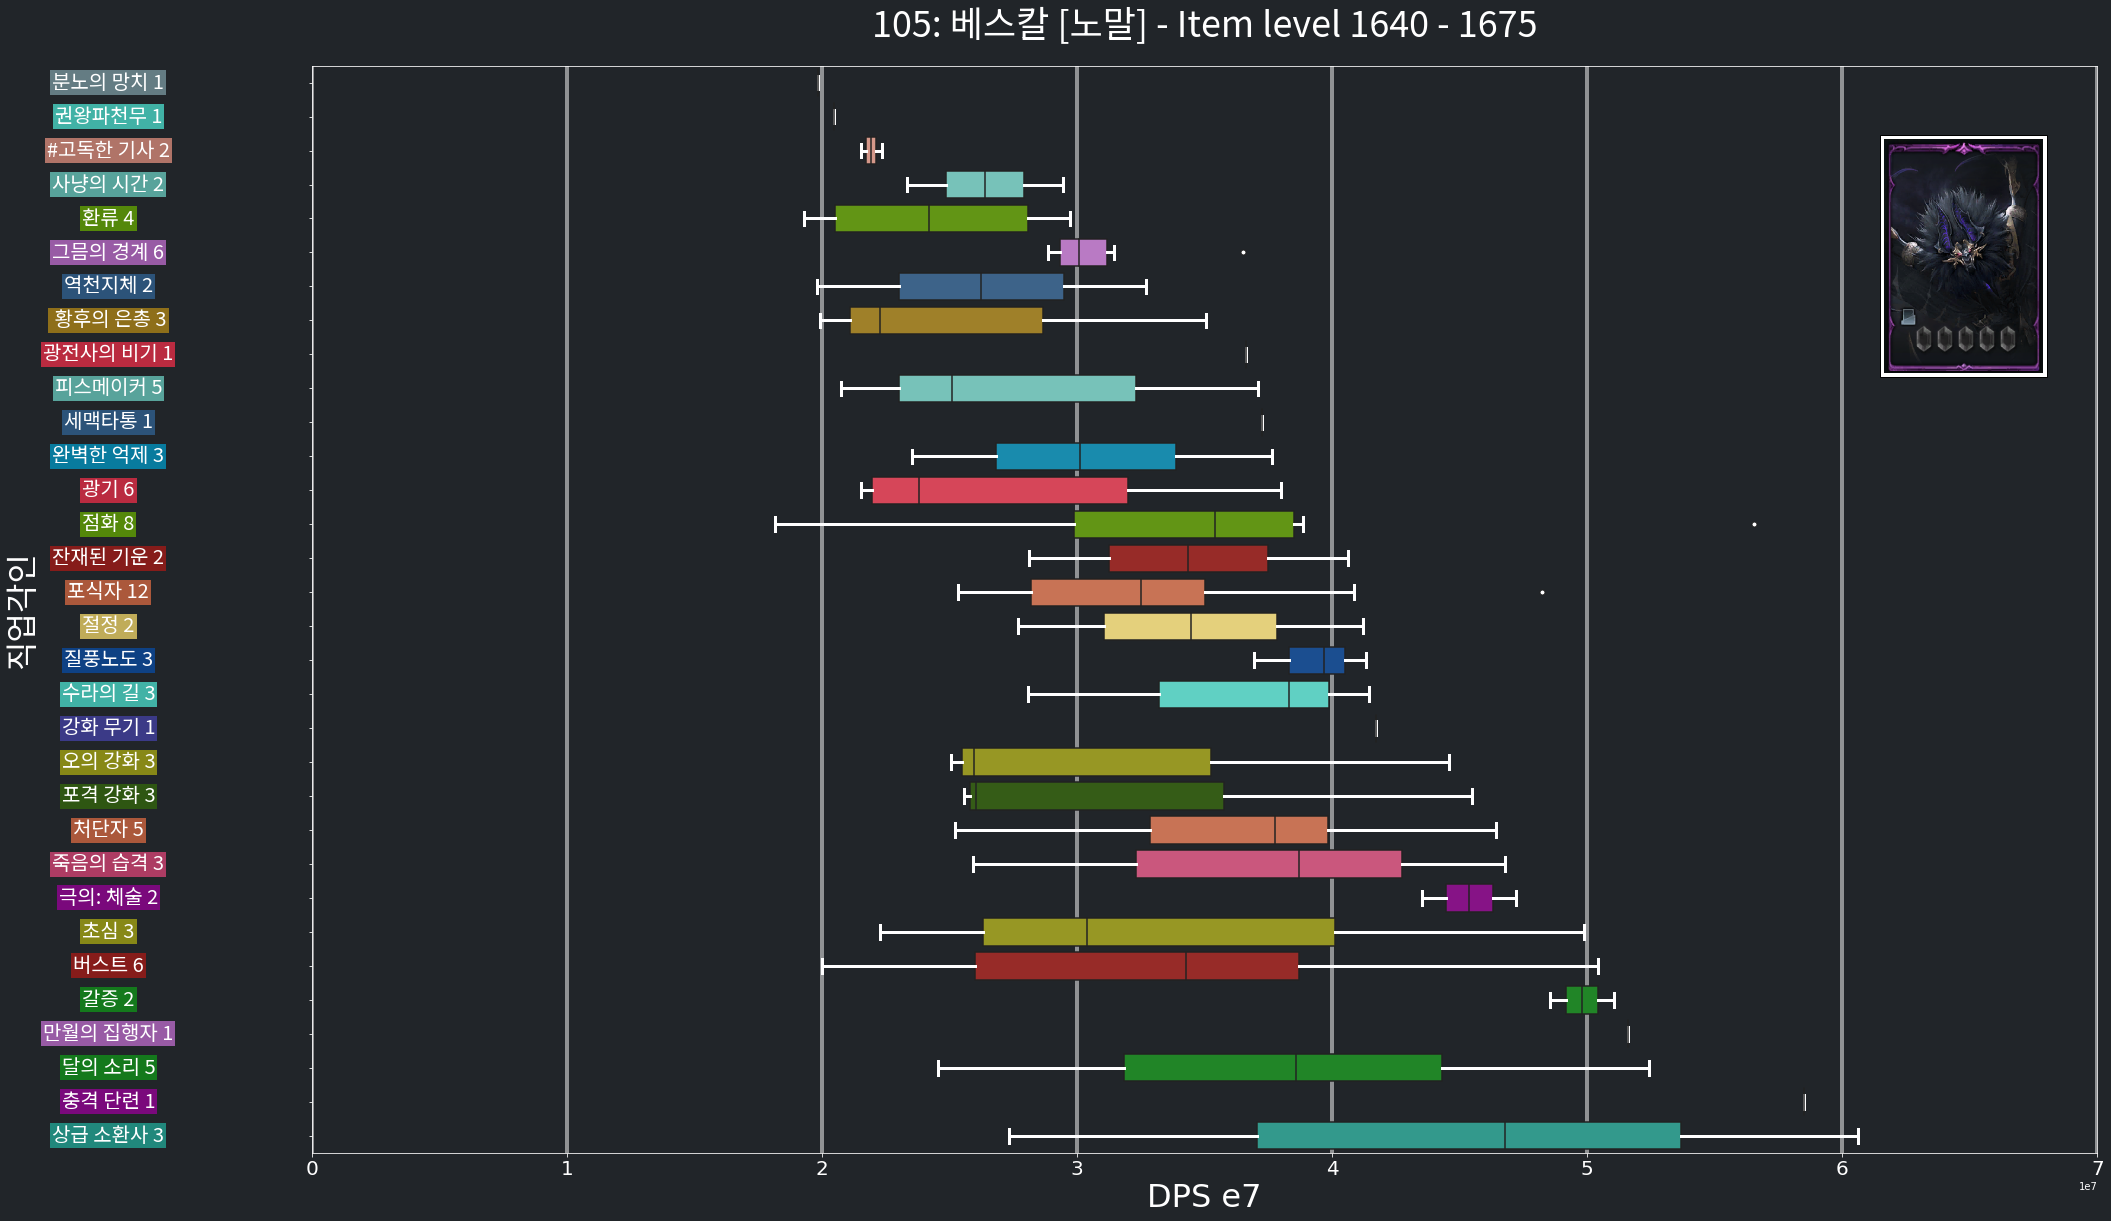 105: 베스칼 [노말] - Item level 1640 - 1675
분노의 망치 1
권왕파천무 1
#고독한 기사 2
사냥의 시간 2
환류 4
그믐의 경계 6
역천지체 2
황후의 은총 3
광전사의 비기 1
피스메이커 5
세맥타통 1
완벽한 억제 3
광기 6
점화 8
잔재된 기운 2
포식자 12
절정 2
질풍노도 3
수라의 길 3
강화 무기 1
오의 강화 3
포격 강화 3
처단자 5
죽음의 습격 3
극의: 체술 2
초심 3
버스트 6
갈증 2
만월의 집행자 1
달의 소리 5
충격 단련 1
상급 소환사 3
직업각인
0 1 2 3 4 5 6 7
1e7
DPS e7